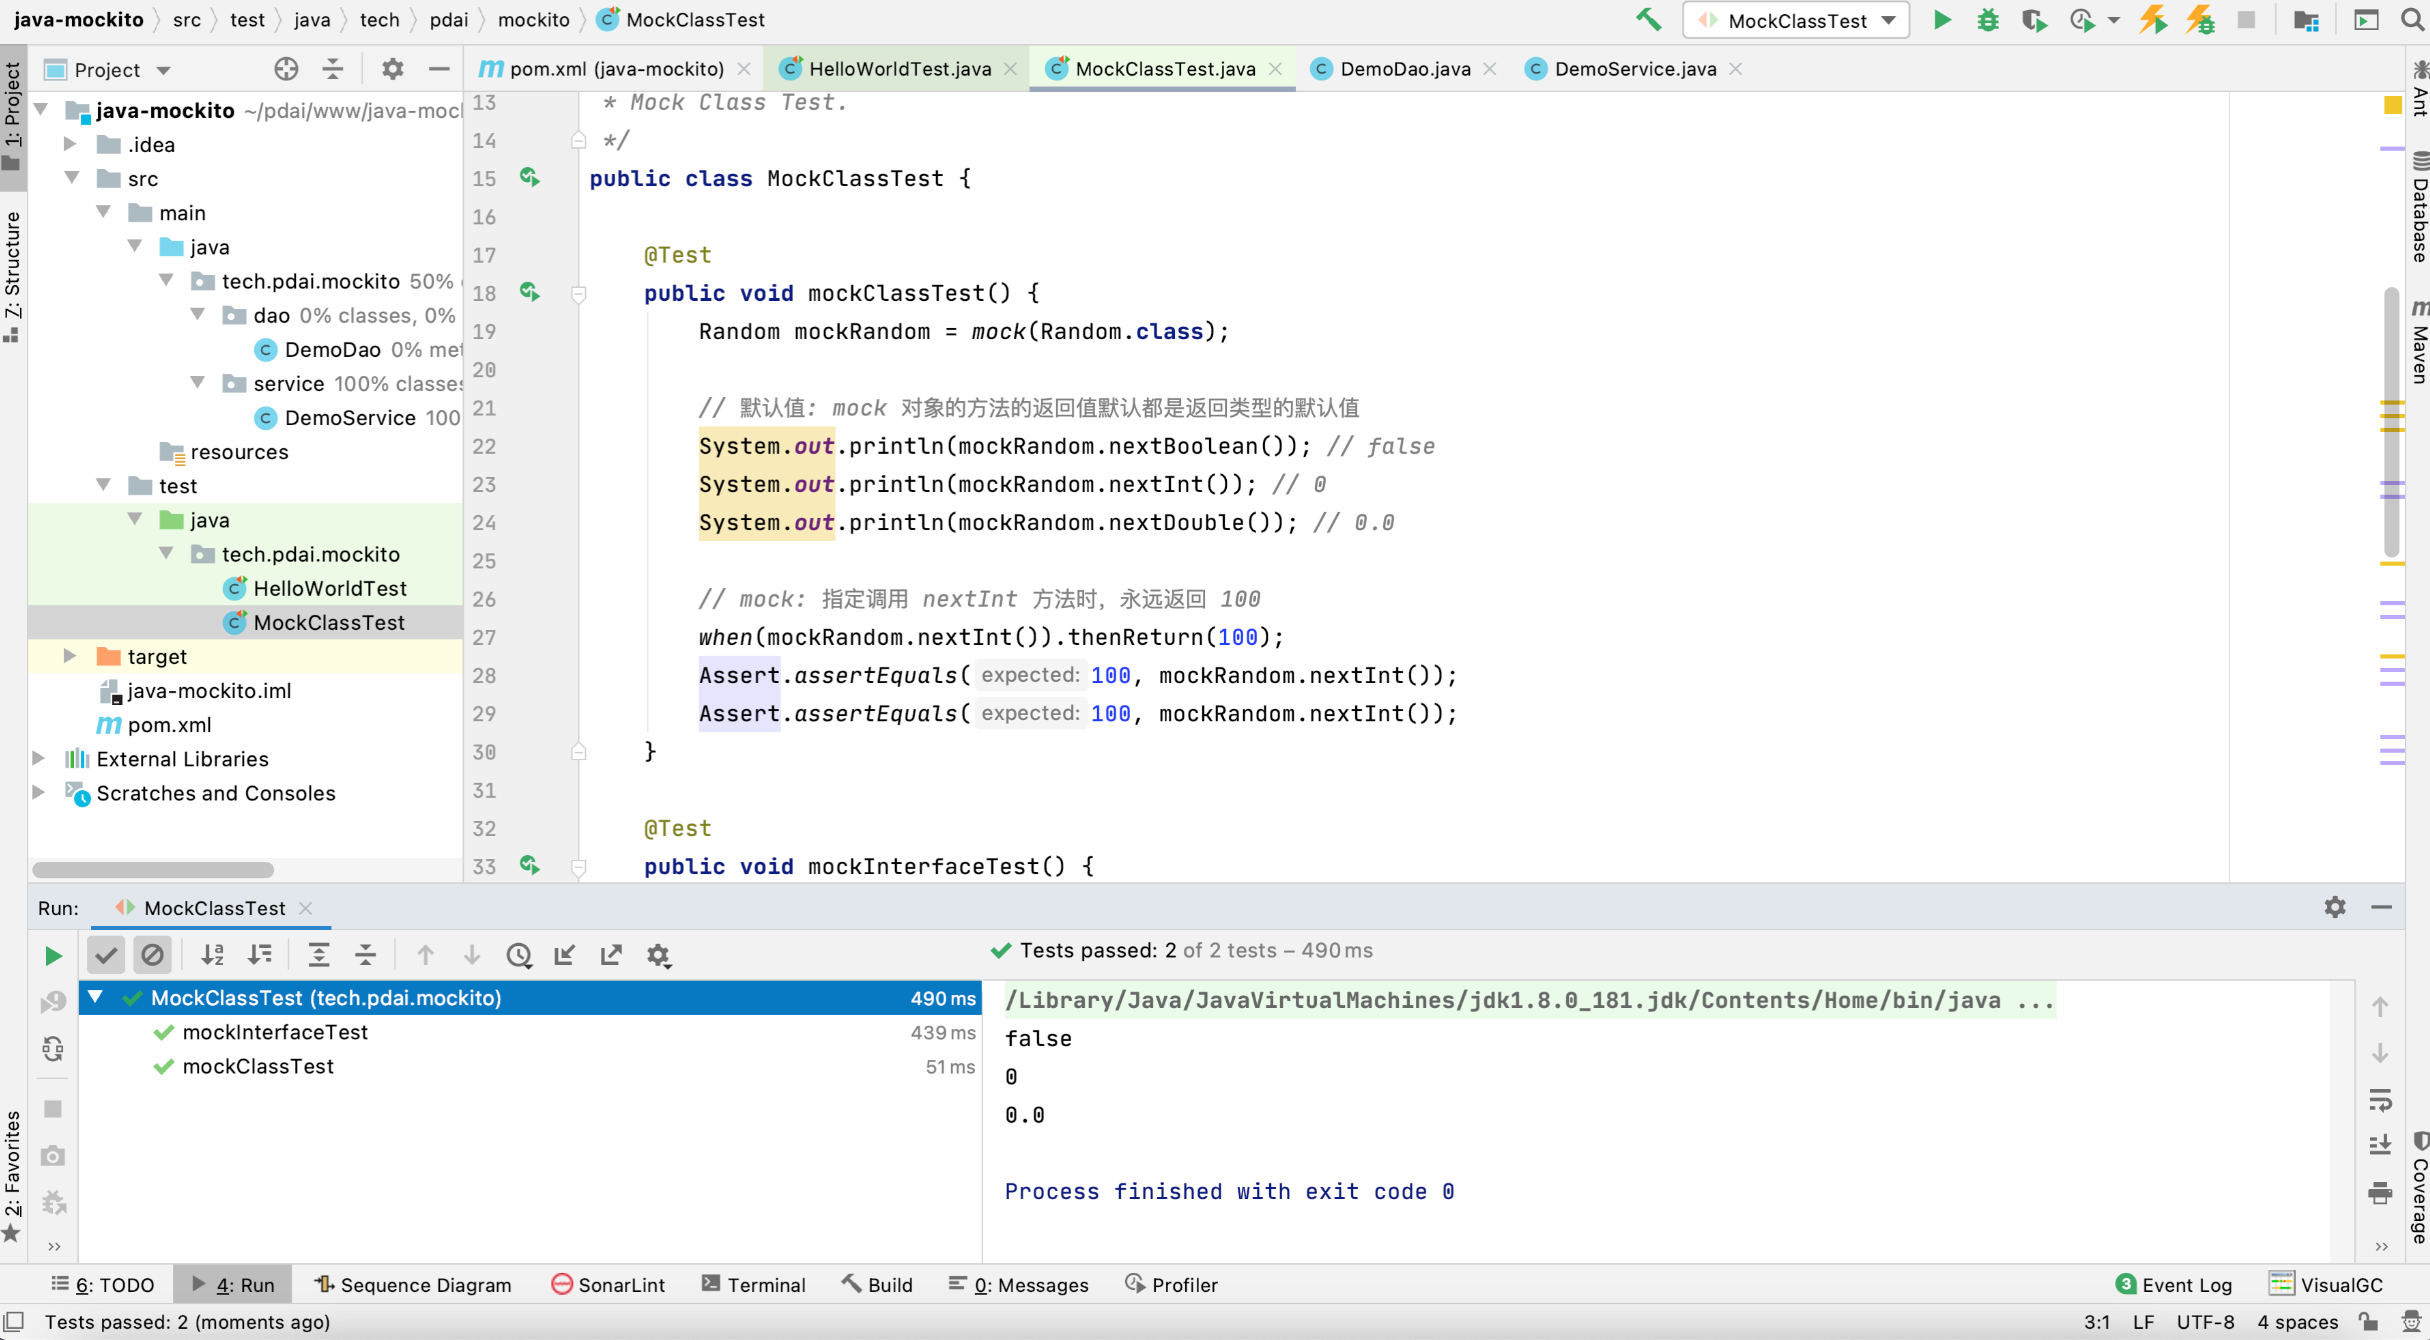 java-mockito src test java tech pdai mockito MockClassTest
MockClassTest
1: Project
7: Structure
2: Favorites
Project
java-mockito ~/pdai/www/java-moc
.idea
src
main
java
tech.pdai.mockito 50%
dao 0% classes, 0%
DemoDao 0% met
service 100% classes
DemoService 100
resources
test
java
tech.pdai.mockito
HelloWorldTest
MockClassTest
target
java-mockito.iml
pom.xml
External Libraries
Scratches and Consoles
pom.xml (java-mockito) HelloWorldTest.java MockClassTest.java DemoDao.java DemoService.java
13 * Mock Class Test.
14 */
15 public class MockClassTest {
16
17 @Test
18 public void mockClassTest() {
19 Random mockRandom = mock(Random.class);
20
21 // 默认值: mock 对象的方法的返回值默认都是返回类型的默认值
22 System.out.println(mockRandom.nextBoolean()); // false
23 System.out.println(mockRandom.nextInt()); // 0
24 System.out.println(mockRandom.nextDouble()); // 0.0
25
26 // mock: 指定调用 nextInt 方法时，永远返回 100
27 when(mockRandom.nextInt()).thenReturn(100);
28 Assert.assertEquals( expected: 100, mockRandom.nextInt());
29 Assert.assertEquals( expected: 100, mockRandom.nextInt());
30 }
31
32 @Test
33 public void mockInterfaceTest() {
Ant
Database
Maven
Coverage
Run: MockClassTest
Tests passed: 2 of 2 tests – 490 ms
MockClassTest (tech.pdai.mockito) 490 ms
mockInterfaceTest 439 ms
mockClassTest 51 ms
/Library/Java/JavaVirtualMachines/jdk1.8.0_181.jdk/Contents/Home/bin/java ...
false
0
0.0
Process finished with exit code 0
6: TODO 4: Run Sequence Diagram SonarLint Terminal Build 0: Messages Profiler 3 Event Log VisualGC
Tests passed: 2 (moments ago) 3:1 LF UTF-8 4 spaces